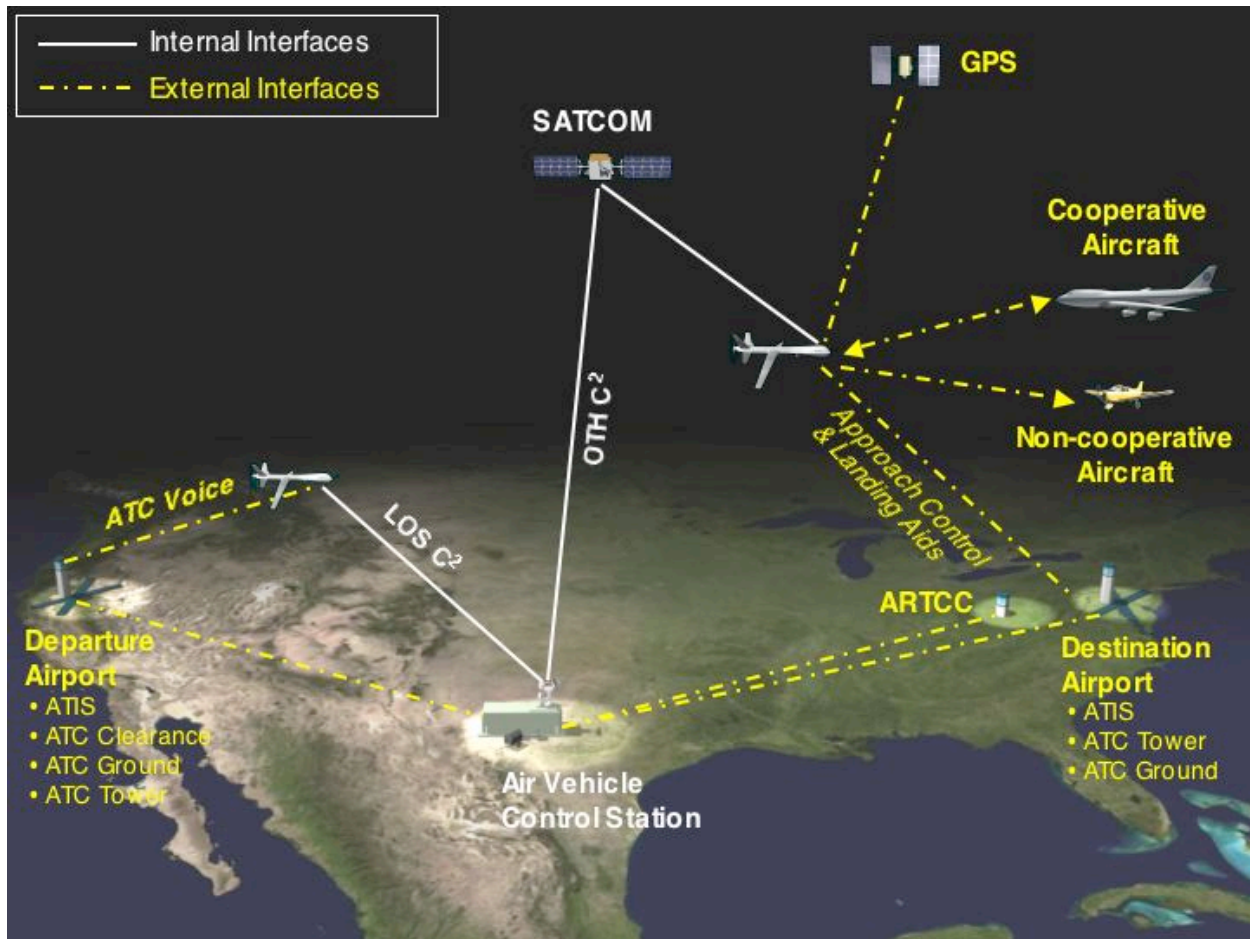 Internal Interfaces
External Interfaces
GPS
SATCOM
Cooperative
Aircraft
OTH C²
Non-cooperative
Aircraft
Approach Control
& Landing Aids
ATC Voice
LOS C²
ARTCC
Departure
Airport
• ATIS
• ATC Clearance
• ATC Ground
• ATC Tower
Destination
Airport
• ATIS
• ATC Tower
• ATC Ground
Air Vehicle
Control Station